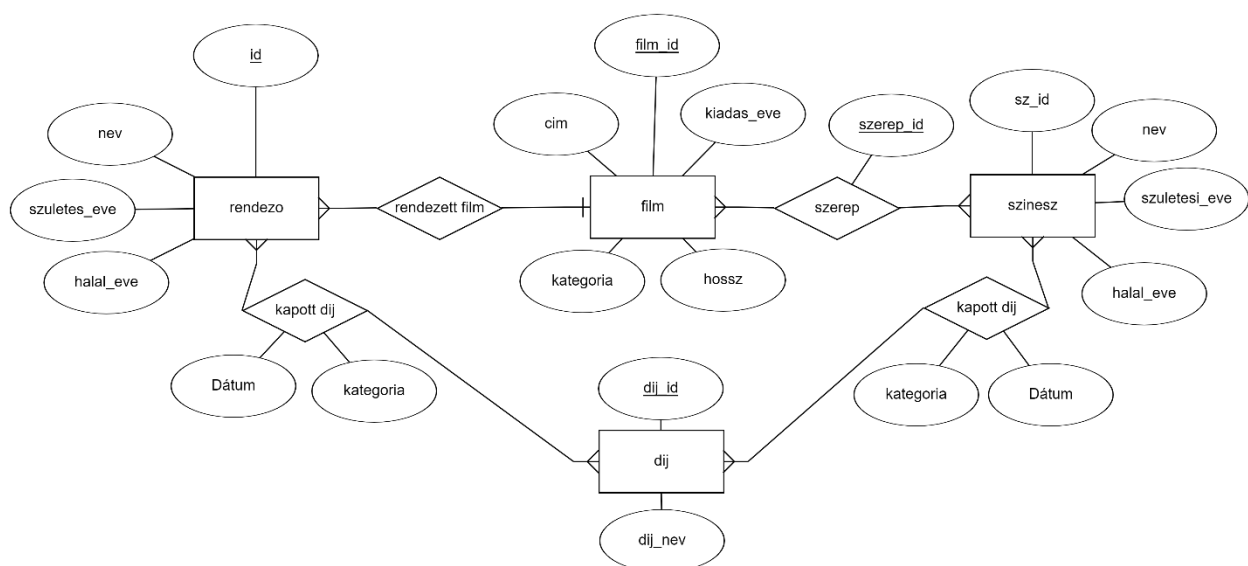 id
film_id
nev
cim
kiadas_eve
szerep_id
sz_id
nev
szuletes_eve
rendezo
rendezett film
film
szerep
szinesz
szuletesi_eve
halal_eve
kategoria
hossz
halal_eve
kapott dij
kapott dij
Dátum
kategoria
dij_id
kategoria
Dátum
dij
dij_nev